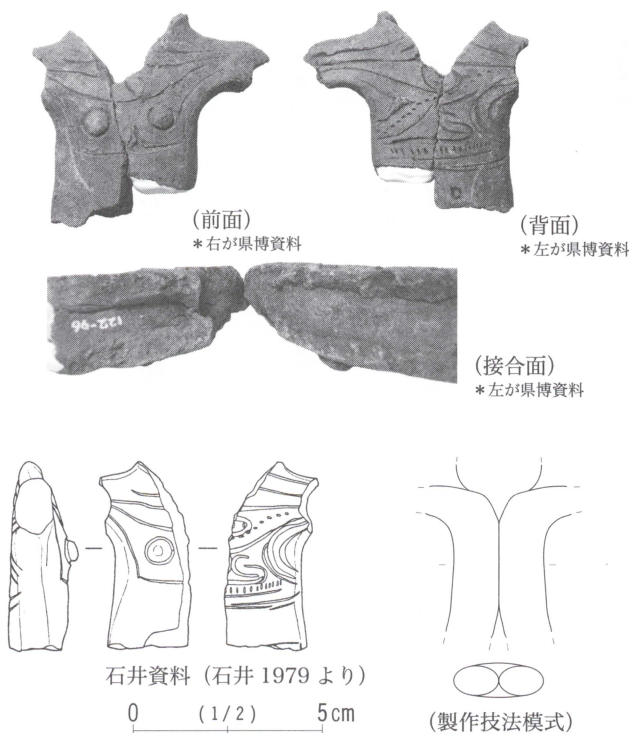 (前面)
＊右が県博資料
(背面)
＊左が県博資料
122-96
(接合面)
＊左が県博資料
石井資料（石井 1979 より）
0 （1/2） 5cm
(製作技法模式)